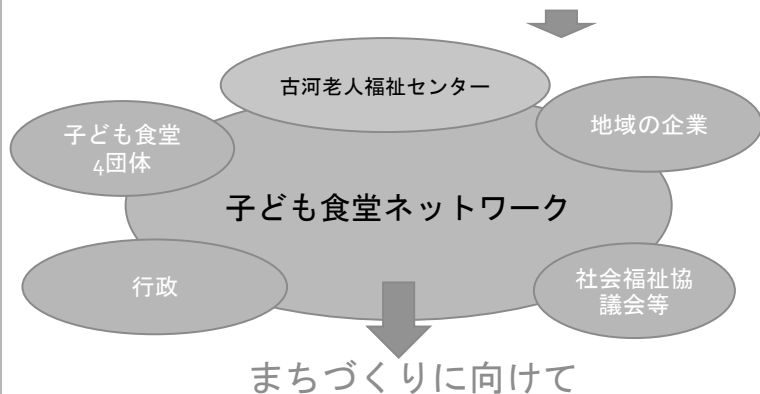 古河老人福祉センター
子ども食堂
4団体
地域の企業
子ども食堂ネットワーク
行政
社会福祉協
議会等
まちづくりに向けて